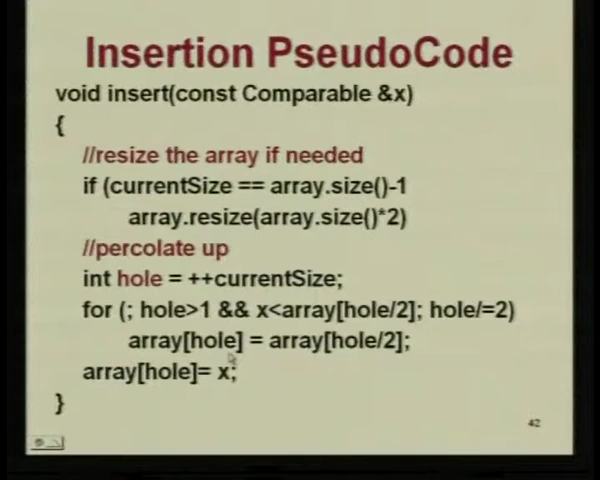 Insertion PseudoCode
void insert(const Comparable &x)
{
//resize the array if needed
if (currentSize == array.size()-1
array.resize(array.size()*2)
//percolate up
int hole = ++currentSize;
for (; hole>1 && x<array[hole/2]; hole/=2)
array[hole] = array[hole/2];
array[hole]= x;
}
42